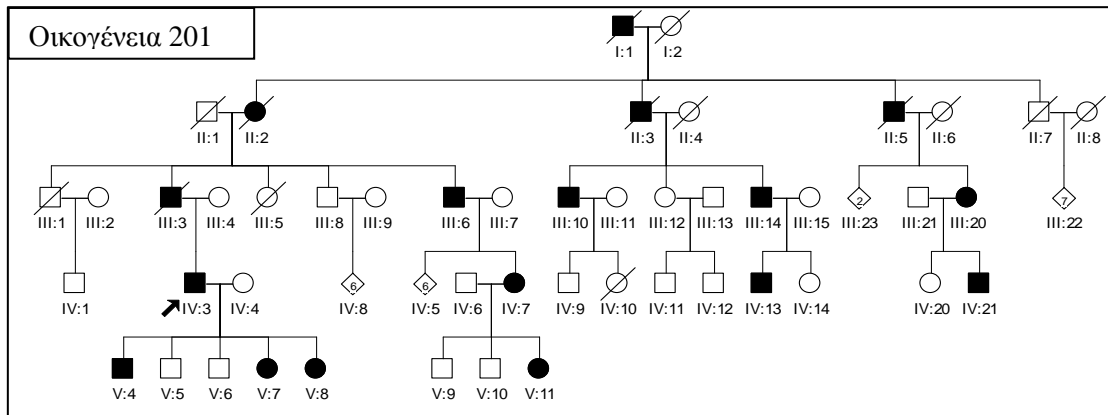 Οικογένεια 201
I:1 I:2
II:1 II:2 II:3 II:4 II:5 II:6 II:7 II:8
2 7
III:1 III:2 III:3 III:4 III:5 III:8 III:9 III:6 III:7 III:10 III:11 III:12 III:13 III:14 III:15 III:23 III:21 III:20 III:22
6 6
IV:1 IV:3 IV:4 IV:8 IV:5 IV:6 IV:7 IV:9 IV:10 IV:11 IV:12 IV:13 IV:14 IV:20 IV:21
V:4 V:5 V:6 V:7 V:8 V:9 V:10 V:11